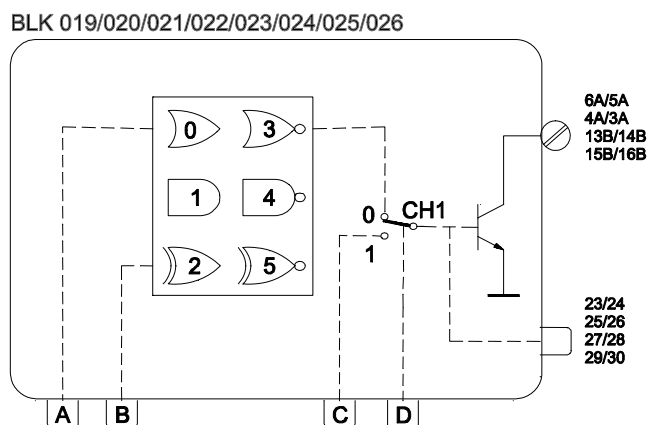 BLK 019/020/021/022/023/024/025/026
6A/5A
4A/3A
13B/14B
15B/16B
0 3
1 4
2 5
0 CH1
1
23/24
25/26
27/28
29/30
A B C D